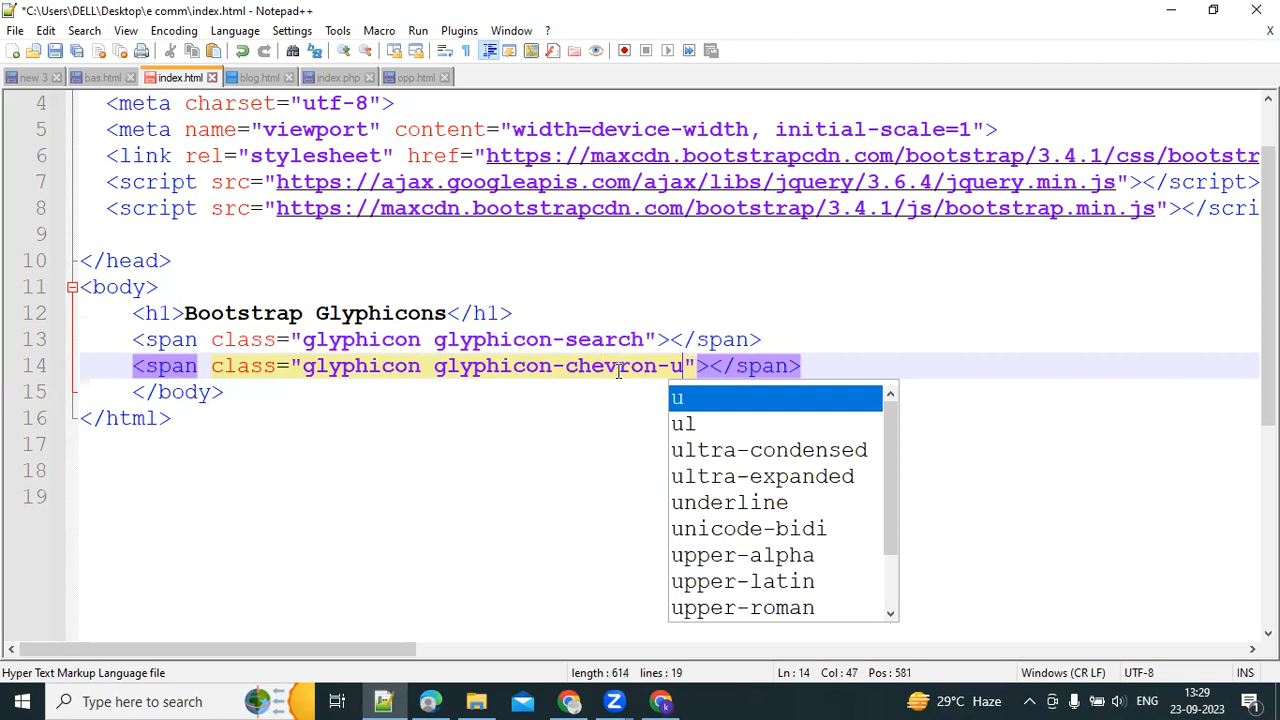 *C:\Users\DELL\Desktop\e comm\index.html - Notepad++
File Edit Search View Encoding Language Settings Tools Macro Run Plugins Window ? X
new 3 bas.html index.html blog.html index.php opp.html
4 <meta charset="utf-8">
5 <meta name="viewport" content="width=device-width, initial-scale=1">
6 <link rel="stylesheet" href="https://maxcdn.bootstrapcdn.com/bootstrap/3.4.1/css/bootstr
7 <script src="https://ajax.googleapis.com/ajax/libs/jquery/3.6.4/jquery.min.js"></script>
8 <script src="https://maxcdn.bootstrapcdn.com/bootstrap/3.4.1/js/bootstrap.min.js"></scri
9
10 </head>
11 <body>
12 <h1>Bootstrap Glyphicons</h1>
13 <span class="glyphicon glyphicon-search"></span>
14 <span class="glyphicon glyphicon-chevron-u"></span>
15 </body>
16 </html>
17
18
19
u
ul
ultra-condensed
ultra-expanded
underline
unicode-bidi
upper-alpha
upper-latin
upper-roman
Hyper Text Markup Language file length : 614 lines : 19 Ln : 14 Col : 47 Pos : 581 Windows (CR LF) UTF-8 INS
Type here to search 29°C Haze ENG 13:29
23-09-2023